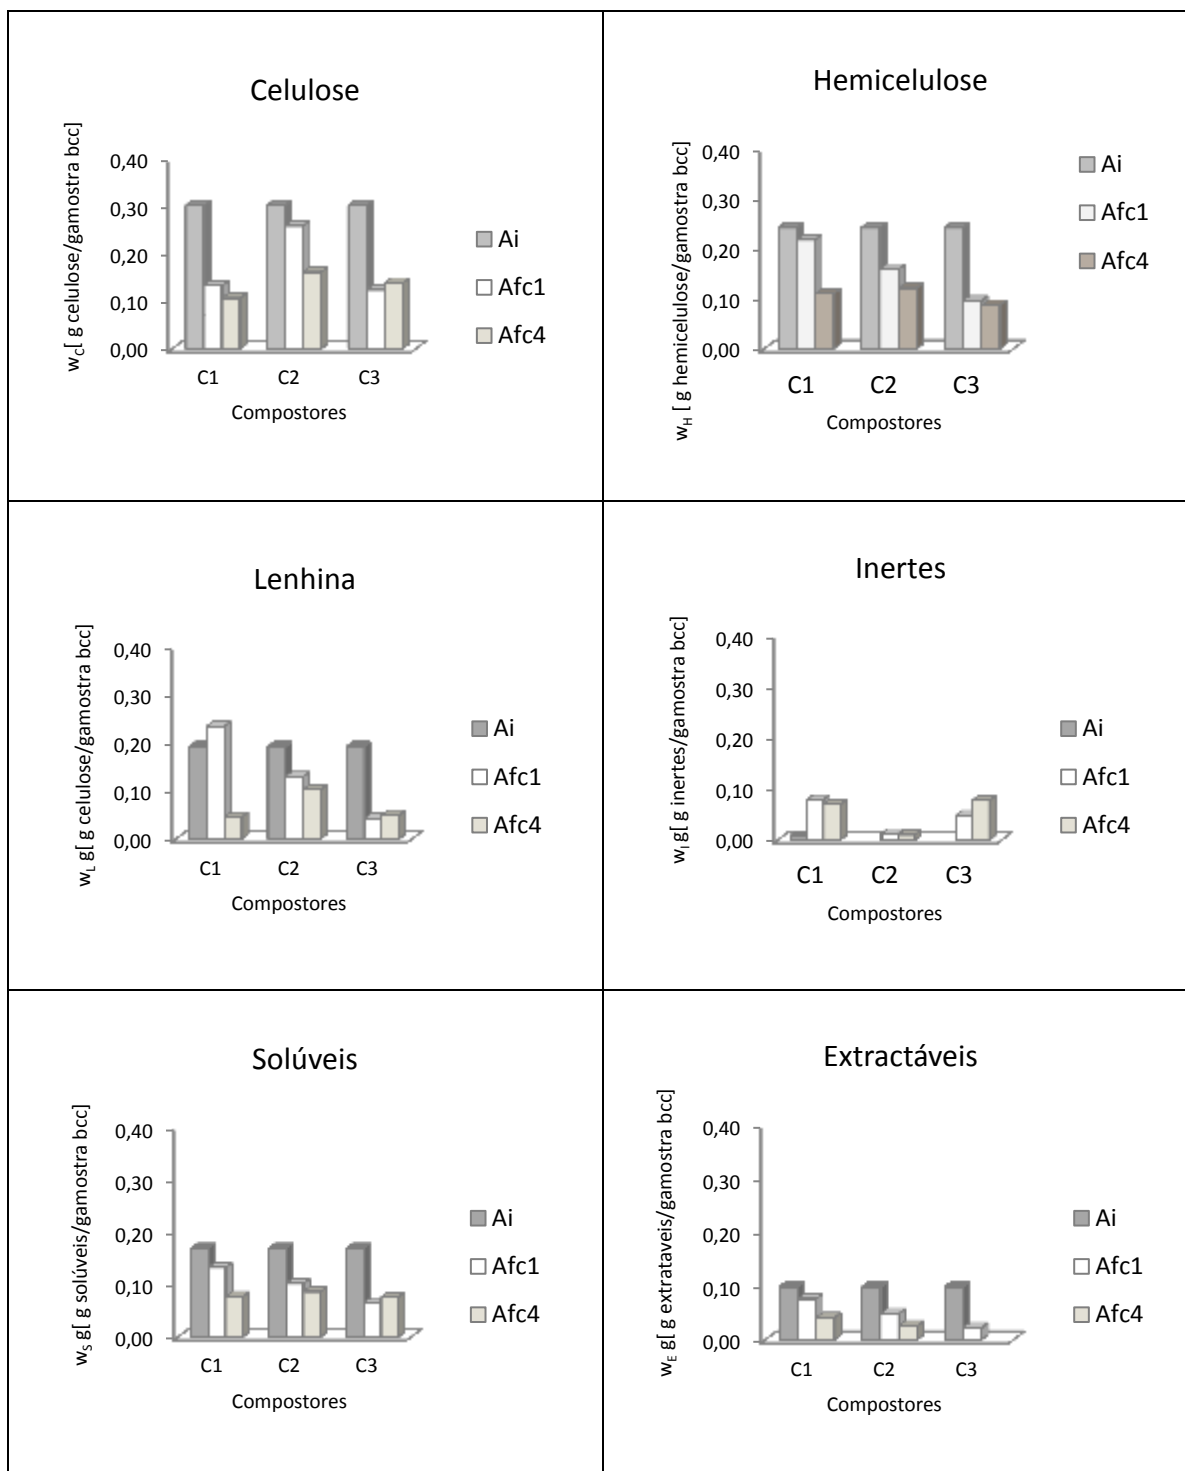 Celulose
w_C[ g celulose/gamostra bcc]
0,40
0,30
0,20
0,10
0,00
C1 C2 C3
Compostores
Ai
Afc1
Afc4
Hemicelulose
w_H [ g hemicelulose/gamostra bcc]
0,40
0,30
0,20
0,10
0,00
C1 C2 C3
Compostores
Ai
Afc1
Afc4
Lenhina
w_L g[ g celulose/gamostra bcc]
0,40
0,30
0,20
0,10
0,00
C1 C2 C3
Compostores
Ai
Afc1
Afc4
Inertes
w_I g[ g inertes/gamostra bcc]
0,40
0,30
0,20
0,10
0,00
C1 C2 C3
Compostores
Ai
Afc1
Afc4
Solúveis
w_S g[ g solúveis/gamostra bcc]
0,40
0,30
0,20
0,10
0,00
C1 C2 C3
Compostores
Ai
Afc1
Afc4
Extractáveis
w_E g[ g extrataveis/gamostra bcc]
0,40
0,30
0,20
0,10
0,00
C1 C2 C3
Compostores
Ai
Afc1
Afc4